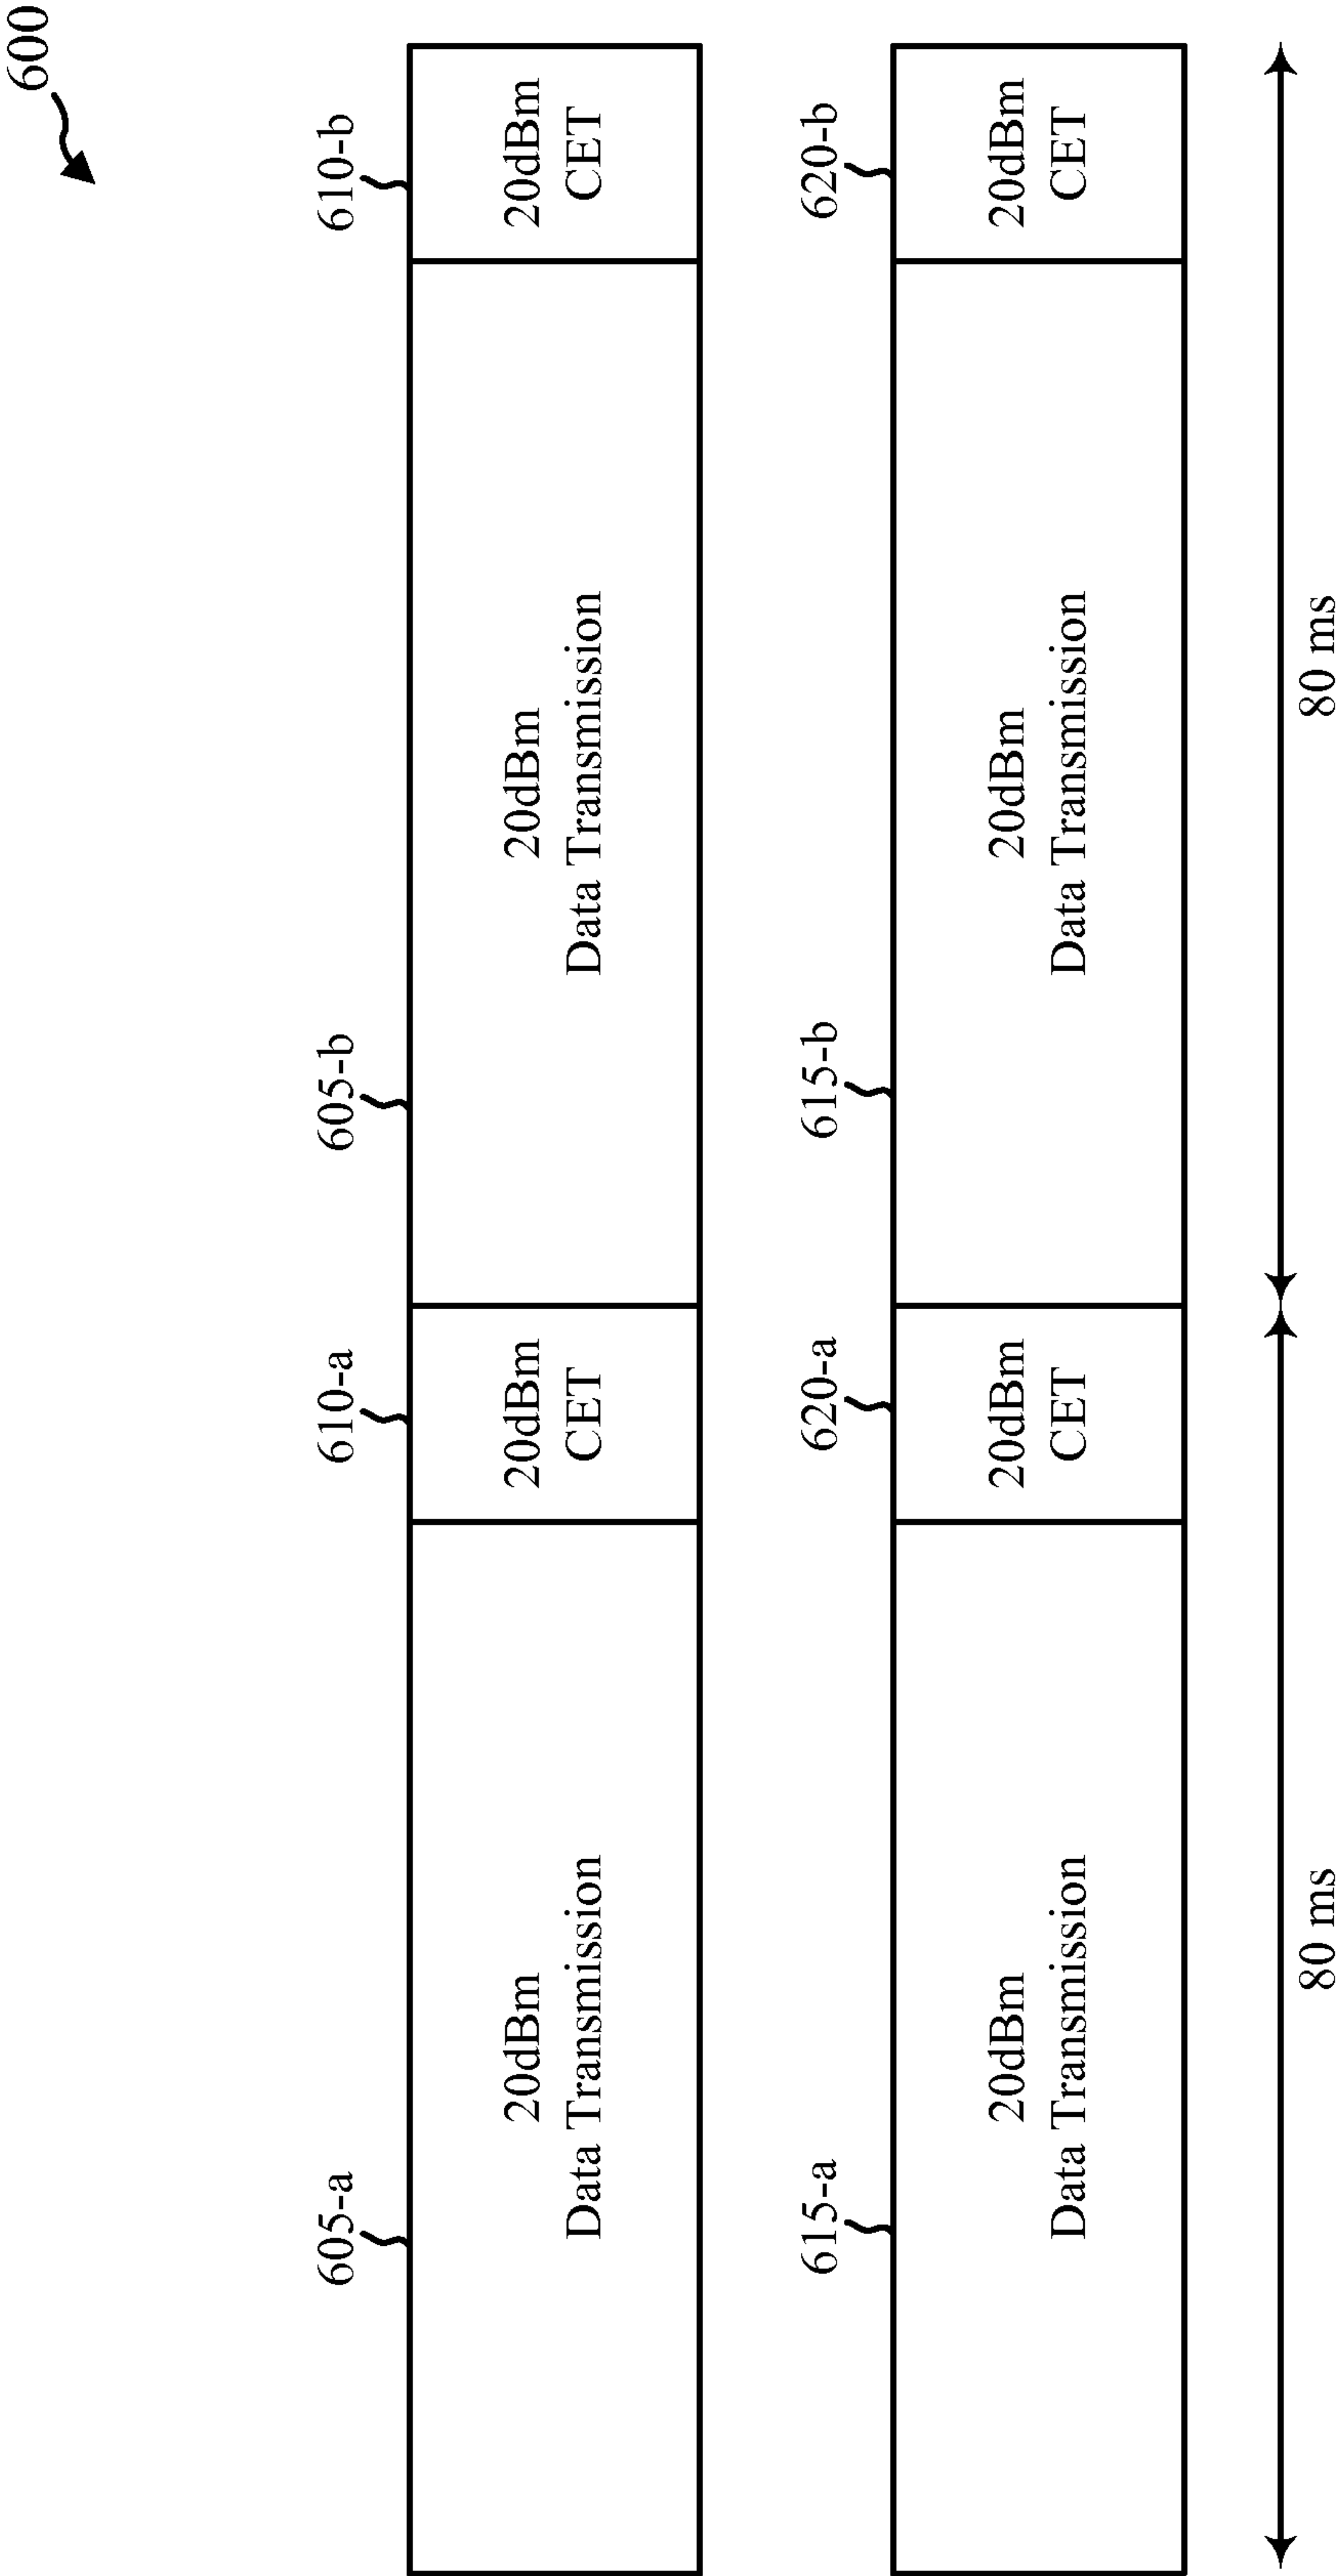 600
605-a
610-a
605-b
610-b
20dBm
Data Transmission
20dBm
CET
20dBm
Data Transmission
20dBm
CET
615-a
620-a
615-b
620-b
20dBm
Data Transmission
20dBm
CET
20dBm
Data Transmission
20dBm
CET
80 ms
80 ms